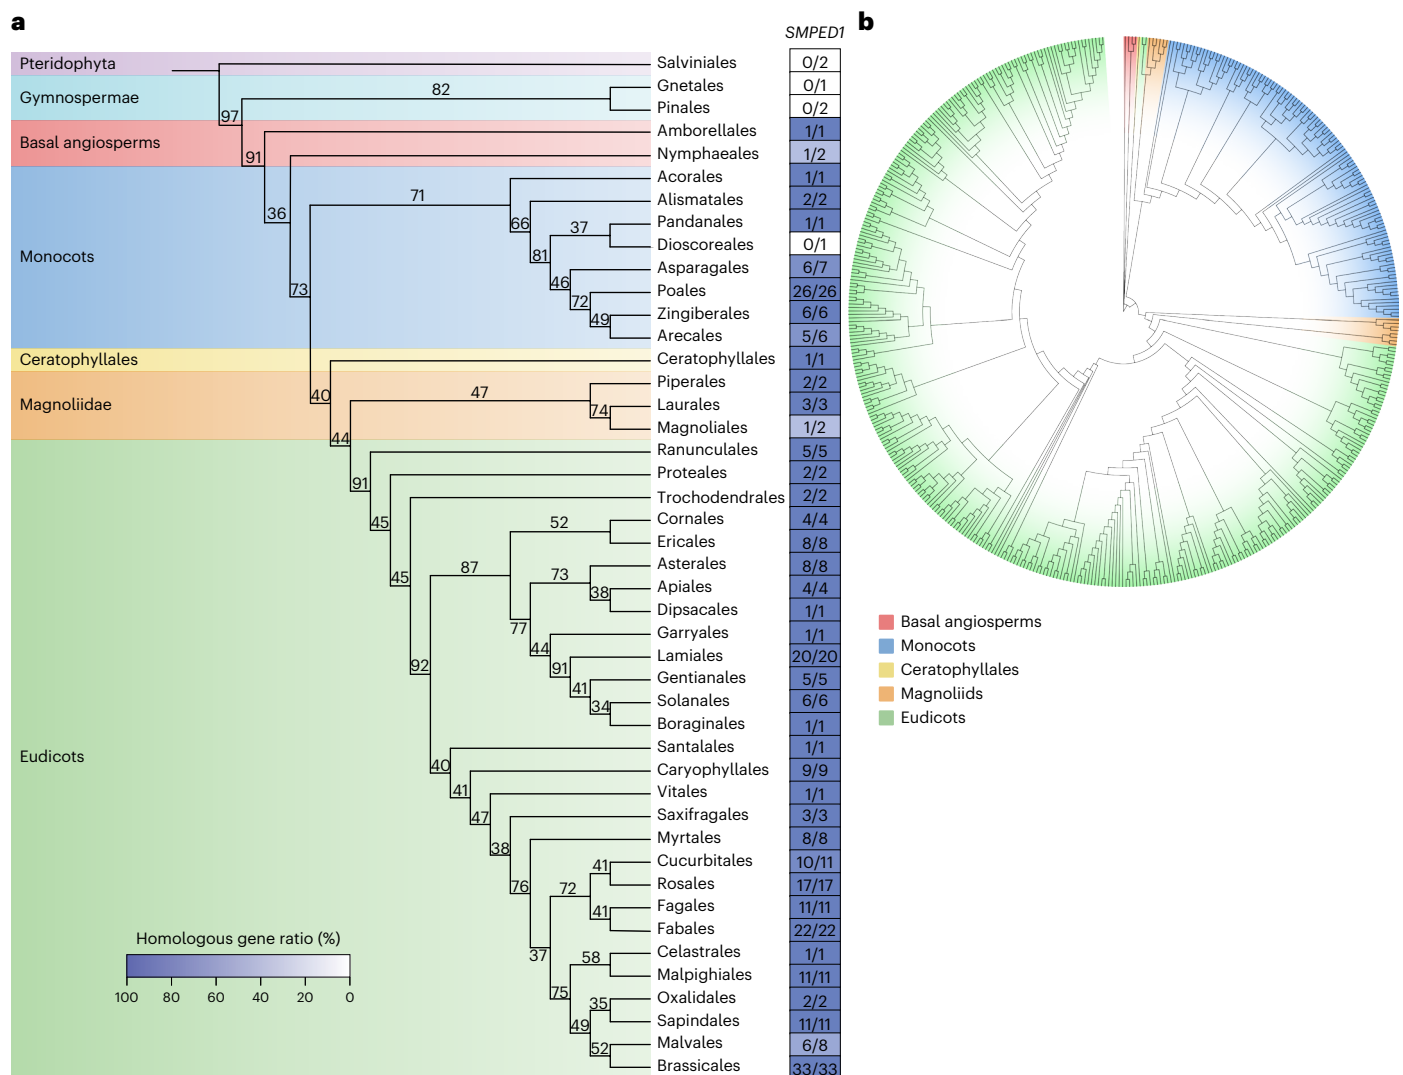 a
b
SMPED1
Pteridophyta
Salviniales 0/2
Gymnospermae
82
Gnetales 0/1
Pinales 0/2
97
Basal angiosperms
Amborellales 1/1
91
Nymphaeales 1/2
Monocots
71
Acorales 1/1
36
66
Alismatales 2/2
37
Pandanales 1/1
81
Dioscoreales 0/1
46
Asparagales 6/7
73
72
Poales 26/26
49
Zingiberales 6/6
Arecales 5/6
Ceratophyllales
Ceratophyllales 1/1
Magnoliidae
40
47
Piperales 2/2
74
Laurales 3/3
44
Magnoliales 1/2
Eudicots
91
Ranunculales 5/5
45
Proteales 2/2
45
Trochodendrales 2/2
52
Cornales 4/4
Ericales 8/8
87
73
Asterales 8/8
38
Apiales 4/4
Dipsacales 1/1
77
44
Garryales 1/1
92
91
Lamiales 20/20
41
Gentianales 5/5
34
Solanales 6/6
Boraginales 1/1
40
Santalales 1/1
41
Caryophyllales 9/9
47
Vitales 1/1
38
Saxifragales 3/3
76
Myrtales 8/8
72
41
Cucurbitales 10/11
Rosales 17/17
41
Fagales 11/11
Fabales 22/22
37
58
Celastrales 1/1
Malpighiales 11/11
75
35
Oxalidales 2/2
49
Sapindales 11/11
52
Malvales 6/8
Brassicales 33/33
Homologous gene ratio (%)
100 80 60 40 20 0
Basal angiosperms
Monocots
Ceratophyllales
Magnoliids
Eudicots